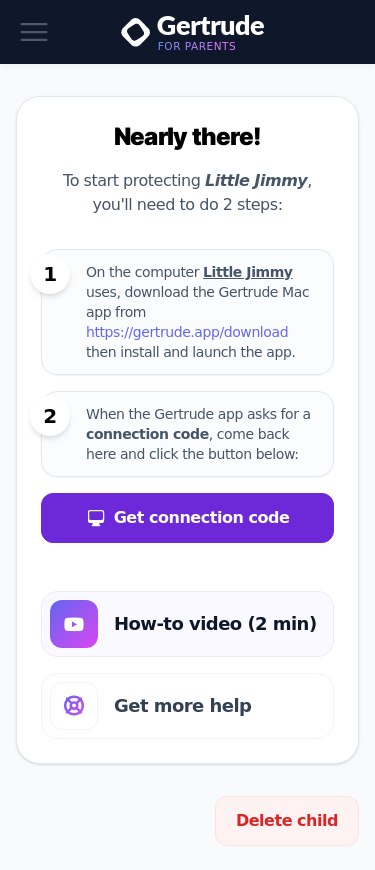 Gertrude
FOR PARENTS
Nearly there!
To start protecting Little Jimmy,
you'll need to do 2 steps:
1
On the computer Little Jimmy
uses, download the Gertrude Mac
app from
https://gertrude.app/download
then install and launch the app.
2
When the Gertrude app asks for a
connection code, come back
here and click the button below:
Get connection code
How-to video (2 min)
Get more help
Delete child